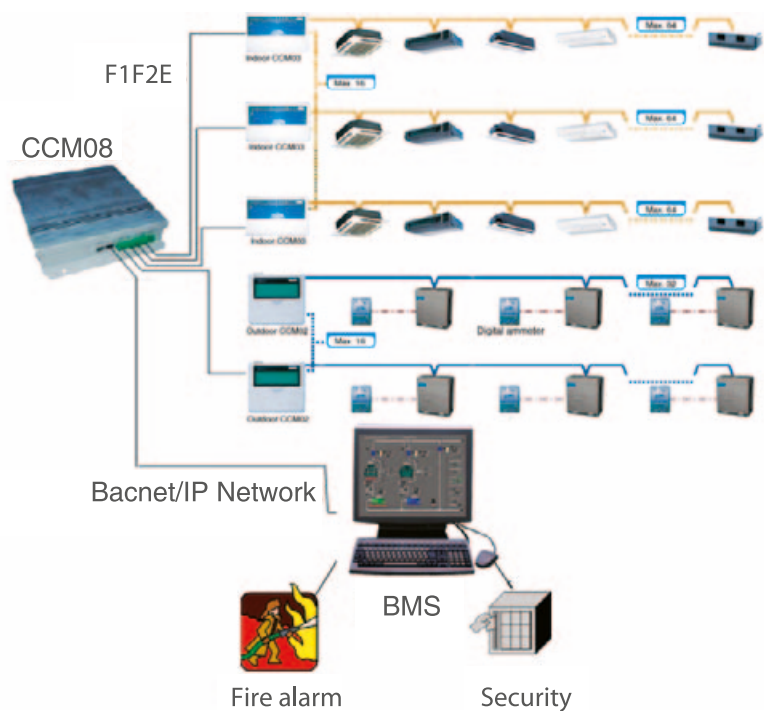 Max. 64
F1F2E
Indoor CCM03
Max. 16
CCM08
Max. 64
Indoor CCM03
Max. 64
Indoor CCM03
Max. 32
Outdoor CCM02
Digital ammeter
Max. 16
Outdoor CCM02
Bacnet/IP Network
BMS
Fire alarm
Security